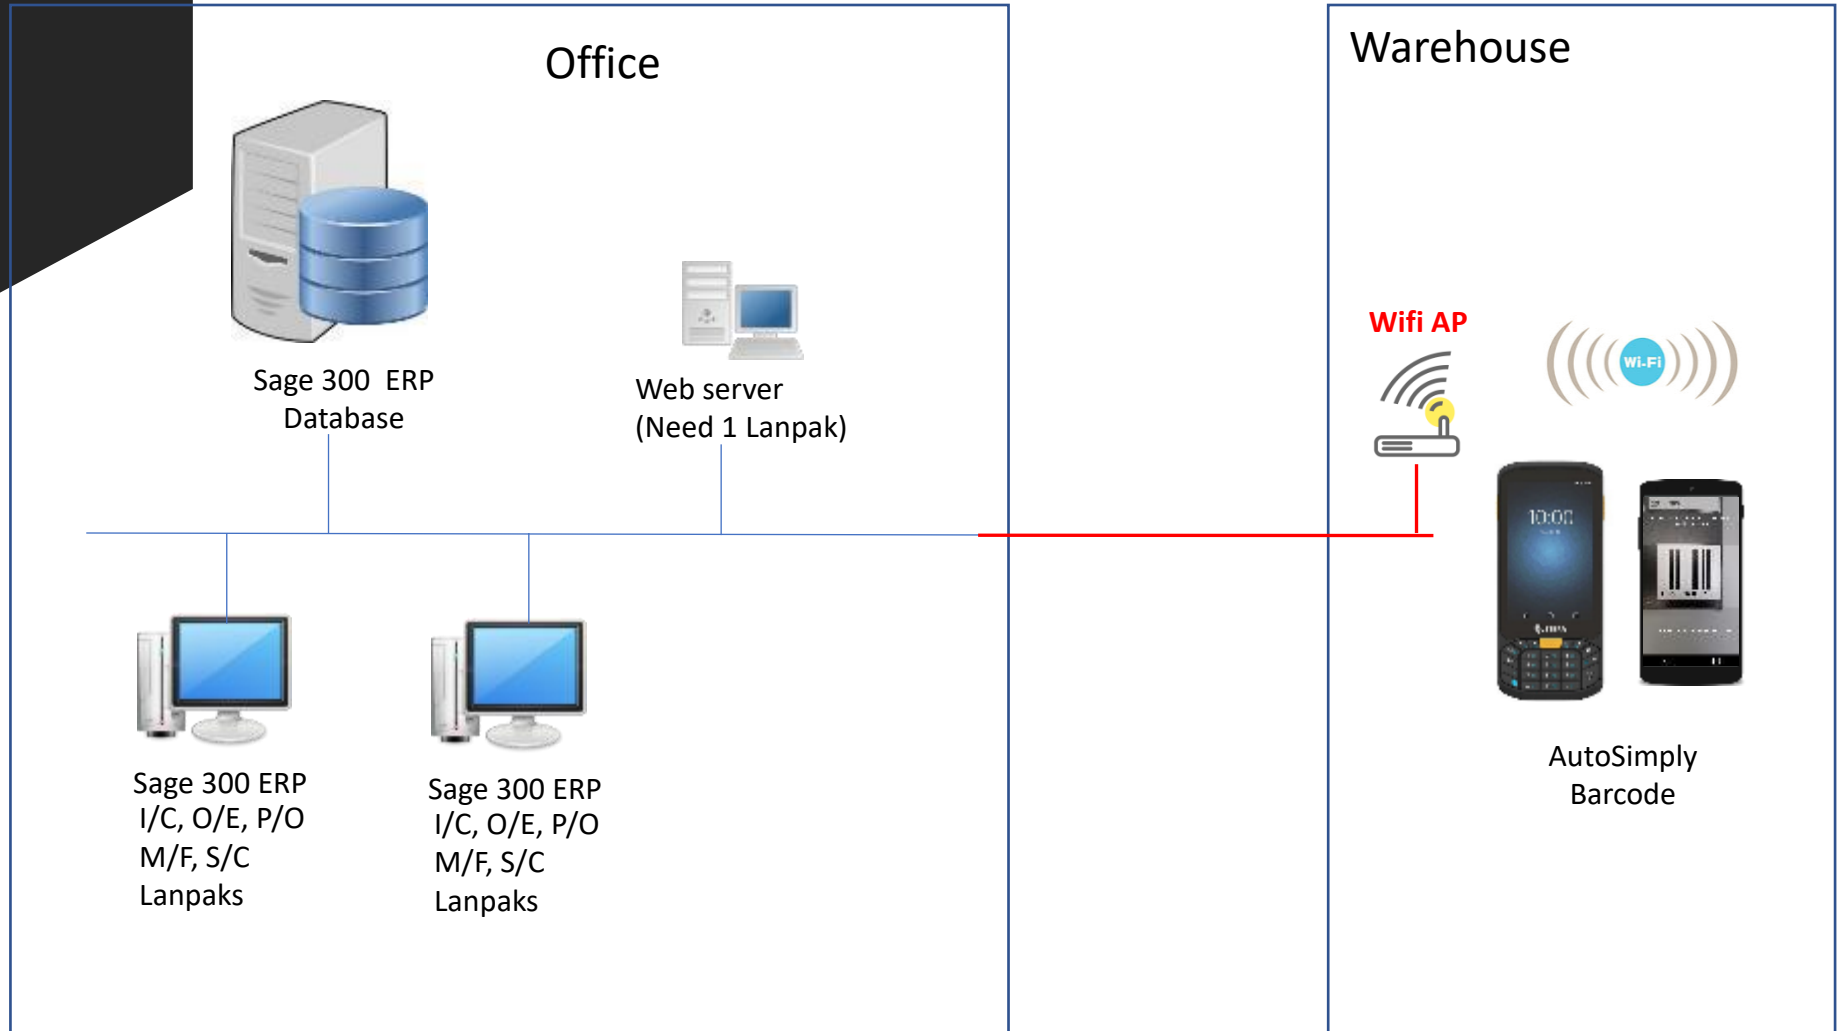 Office
Warehouse
Wifi AP
Wi-Fi
Sage 300  ERP
Database
Web server
(Need 1 Lanpak)
10:00
Sage 300 ERP
I/C, O/E, P/O
M/F, S/C
Lanpaks
Sage 300 ERP
I/C, O/E, P/O
M/F, S/C
Lanpaks
AutoSimply
Barcode